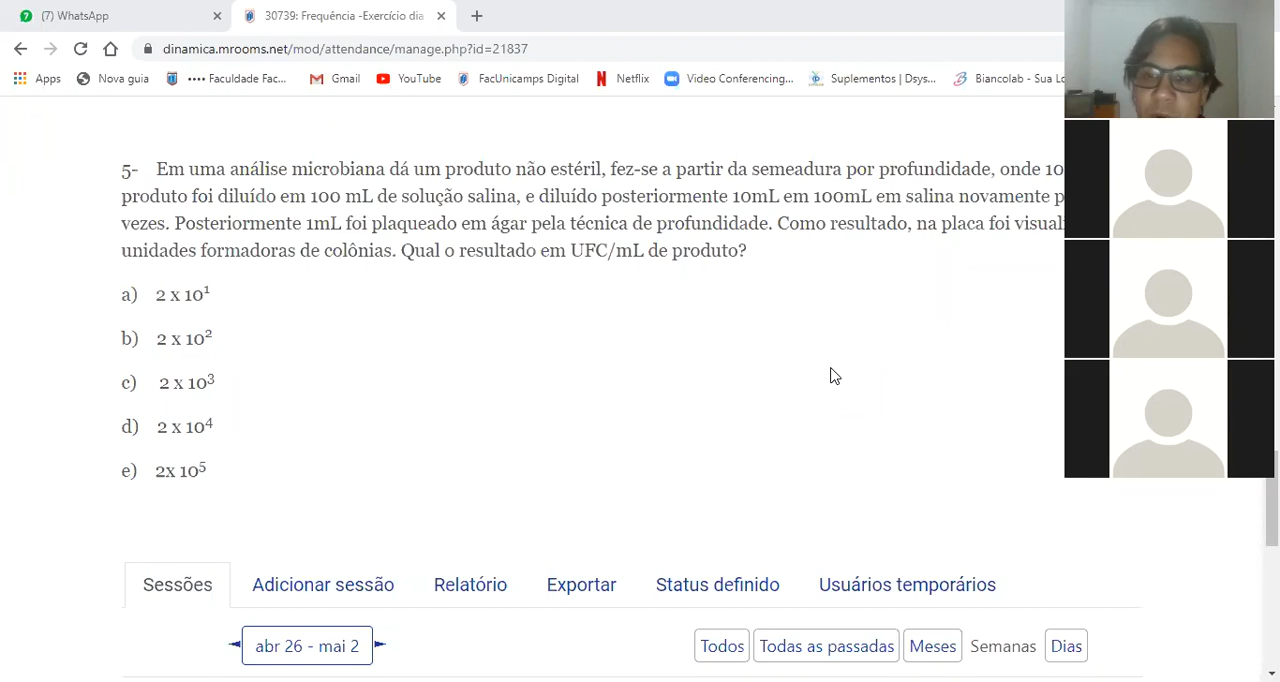 7 (7) WhatsApp
30739: Frequência -Exercício dia
dinamica.mrooms.net/mod/attendance/manage.php?id=21837
Apps Nova guia •••• Faculdade Fac... Gmail YouTube FacUnicamps Digital Netflix Video Conferencing,... Suplementos | Dsys... Biancolab - Sua Lo
5- Em uma análise microbiana dá um produto não estéril, fez-se a partir da semeadura por profundidade, onde 10
produto foi diluído em 100 mL de solução salina, e diluído posteriormente 10mL em 100mL em salina novamente p
vezes. Posteriormente 1mL foi plaqueado em ágar pela técnica de profundidade. Como resultado, na placa foi visuali
unidades formadoras de colônias. Qual o resultado em UFC/mL de produto?
a) 2 x 10¹
b) 2 x 10²
c) 2 x 10³
d) 2 x 10⁴
e) 2x 10⁵
Sessões Adicionar sessão Relatório Exportar Status definido Usuários temporários
abr 26 - mai 2 Todos Todas as passadas Meses Semanas Dias